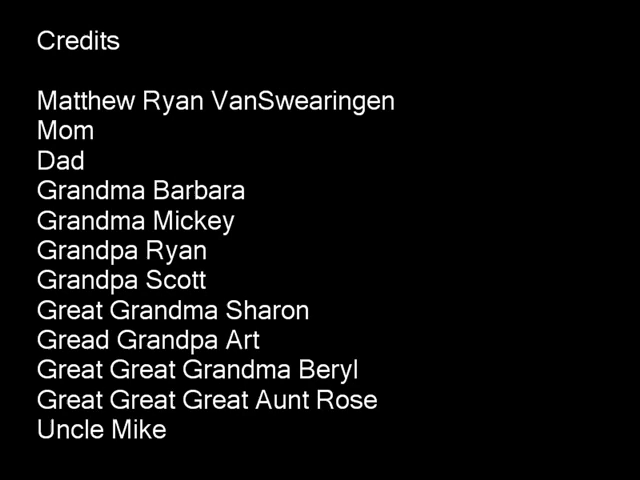 Credits
Matthew Ryan VanSwearingen
Mom
Dad
Grandma Barbara
Grandma Mickey
Grandpa Ryan
Grandpa Scott
Great Grandma Sharon
Gread Grandpa Art
Great Great Grandma Beryl
Great Great Great Aunt Rose
Uncle Mike